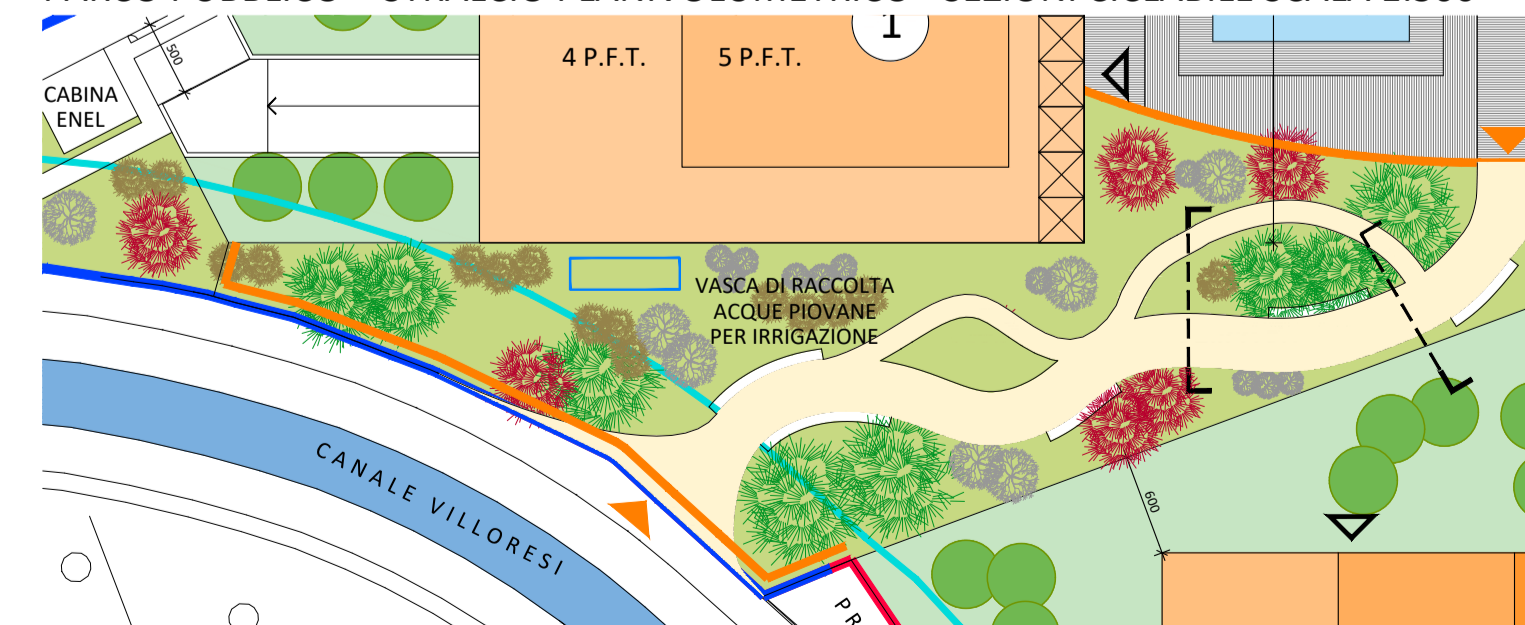 4 P.F.T.
5 P.F.T.
1
500
CABINA
ENEL
VASCA DI RACCOLTA
ACQUE PIOVANE
PER IRRIGAZIONE
CANALE VILLORESI
600
PR